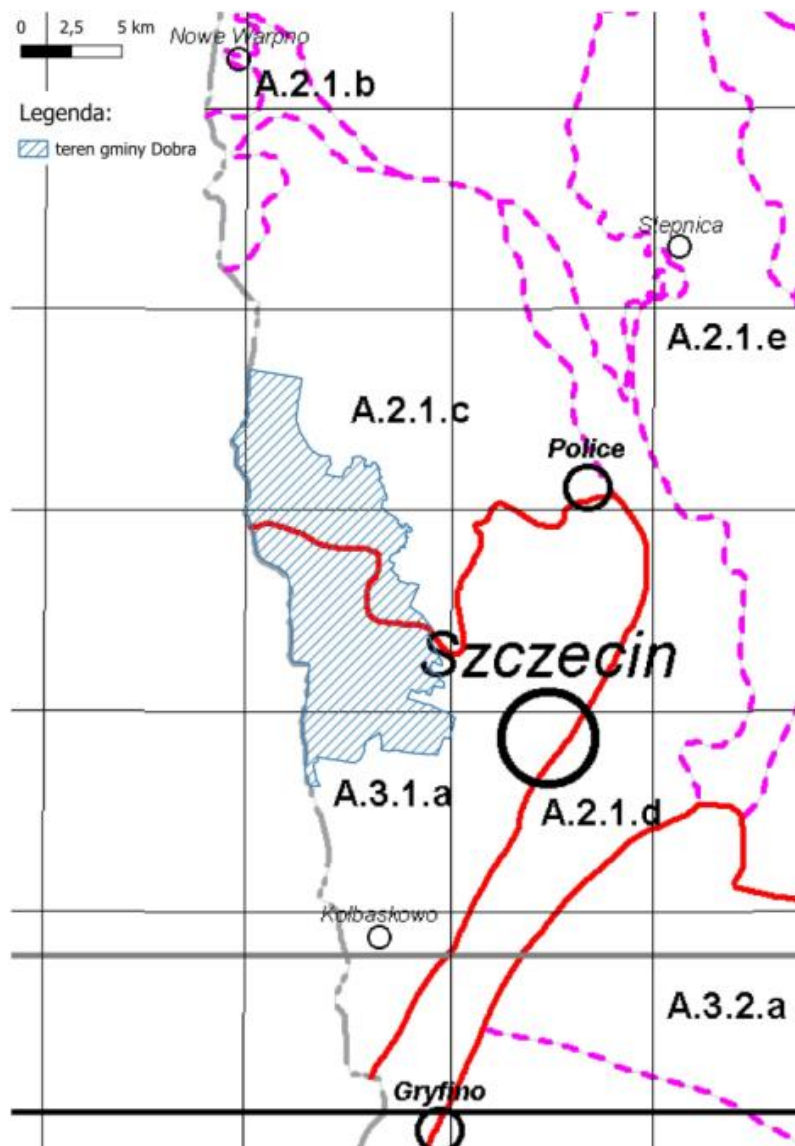 0 2,5 5 km
Nowe Warpno
A.2.1.b
Legenda:
teren gminy Dobra
Stepnica
A.2.1.e
A.2.1.c
Police
Szczecin
A.3.1.a
A.2.1.d
Kołbaskowo
A.3.2.a
Gryfino